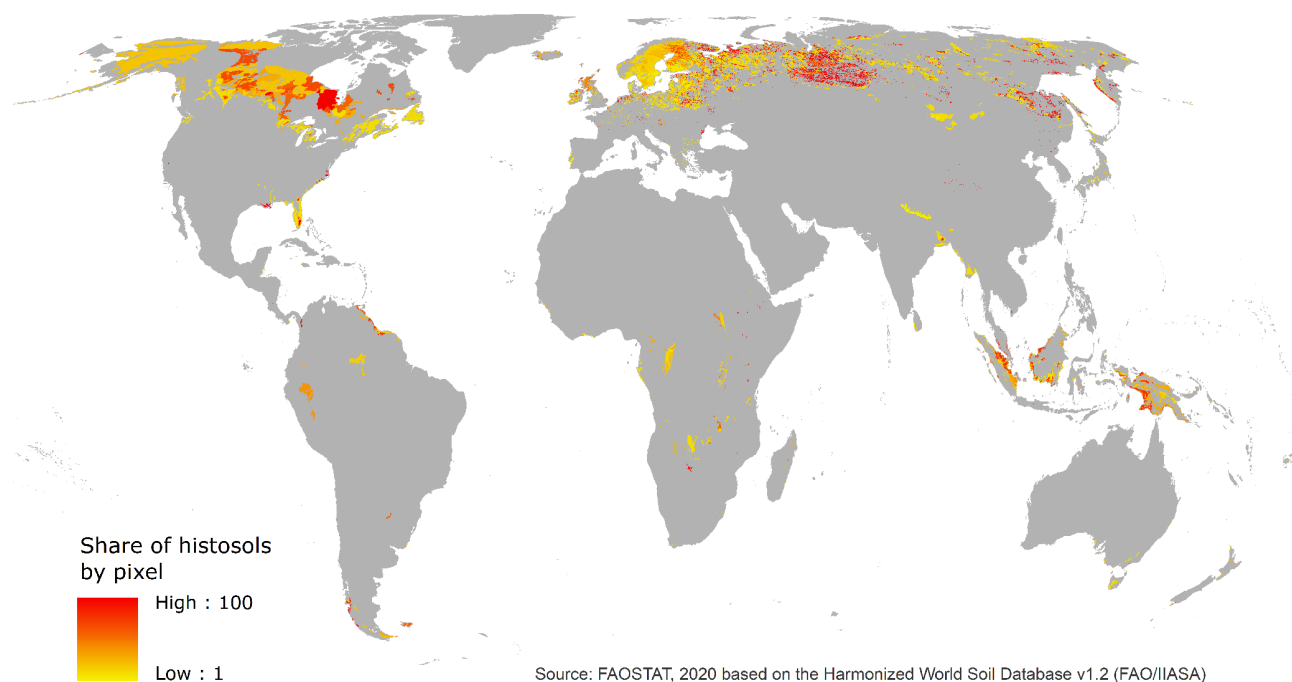 Share of histosols
by pixel
High : 100
Low : 1
Source: FAOSTAT, 2020 based on the Harmonized World Soil Database v1.2 (FAO/IIASA)